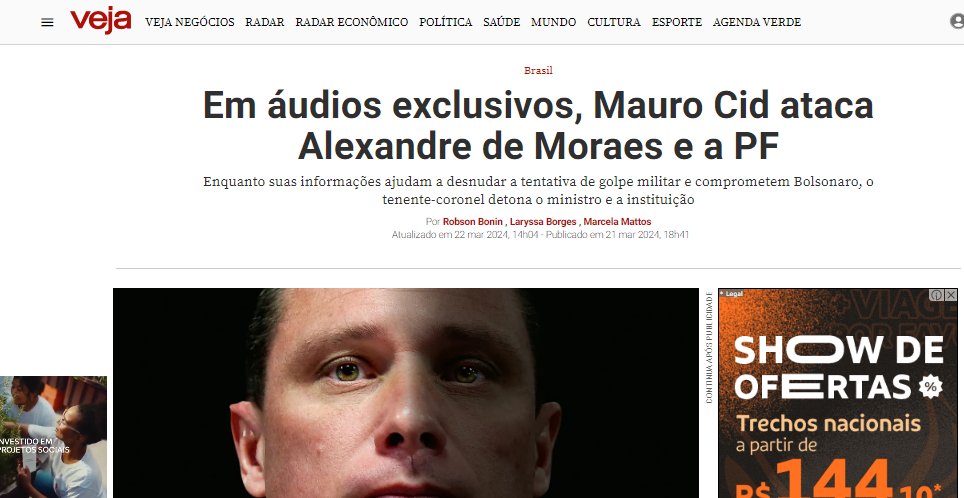 veja
VEJA NEGÓCIOS RADAR RADAR ECONÔMICO POLÍTICA SAÚDE MUNDO CULTURA ESPORTE AGENDA VERDE
Brasil
Em áudios exclusivos, Mauro Cid ataca
Alexandre de Moraes e a PF
Enquanto suas informações ajudam a desnudar a tentativa de golpe militar e comprometem Bolsonaro, o
tenente-coronel detona o ministro e a instituição
Por Robson Bonin , Laryssa Borges , Marcela Mattos
Atualizado em 22 mar 2024, 14h04 - Publicado em 21 mar 2024, 18h41
CONTINUA APÓS PUBLICIDADE
* Legal
SHOW DE
OFERTAS %
Trechos nacionais
a partir de
R$ 144,10*
NVESTIDO EM
PROJETOS SOCIAIS